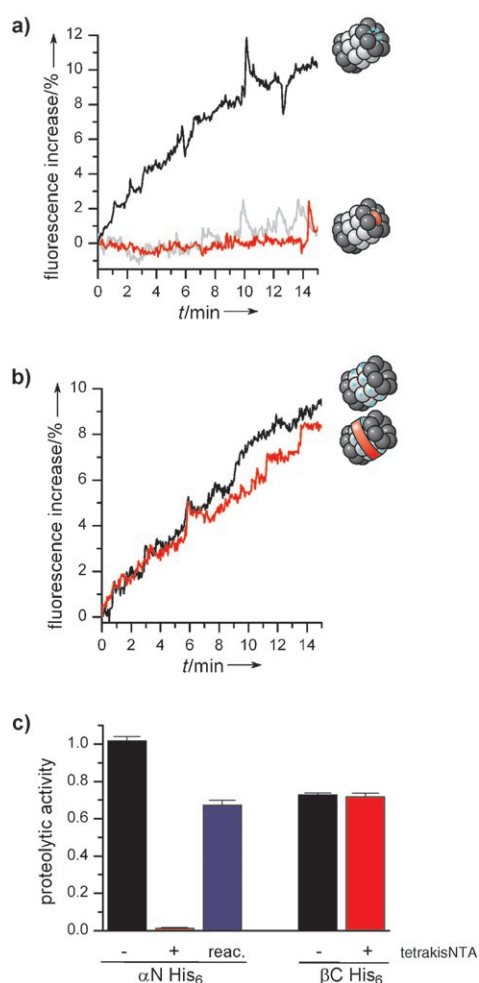 a)
fluorescence increase/%
12
10
8
6
4
2
0
0 2 4 6 8 10 12 14
t/min
b)
fluorescence increase/%
10
8
6
4
2
0
0 2 4 6 8 10 12 14
t/min
c)
proteolytic activity
1.0
0.8
0.6
0.4
0.2
0.0
- + reac. - + tetrakisNTA
αN His₆ βC His₆